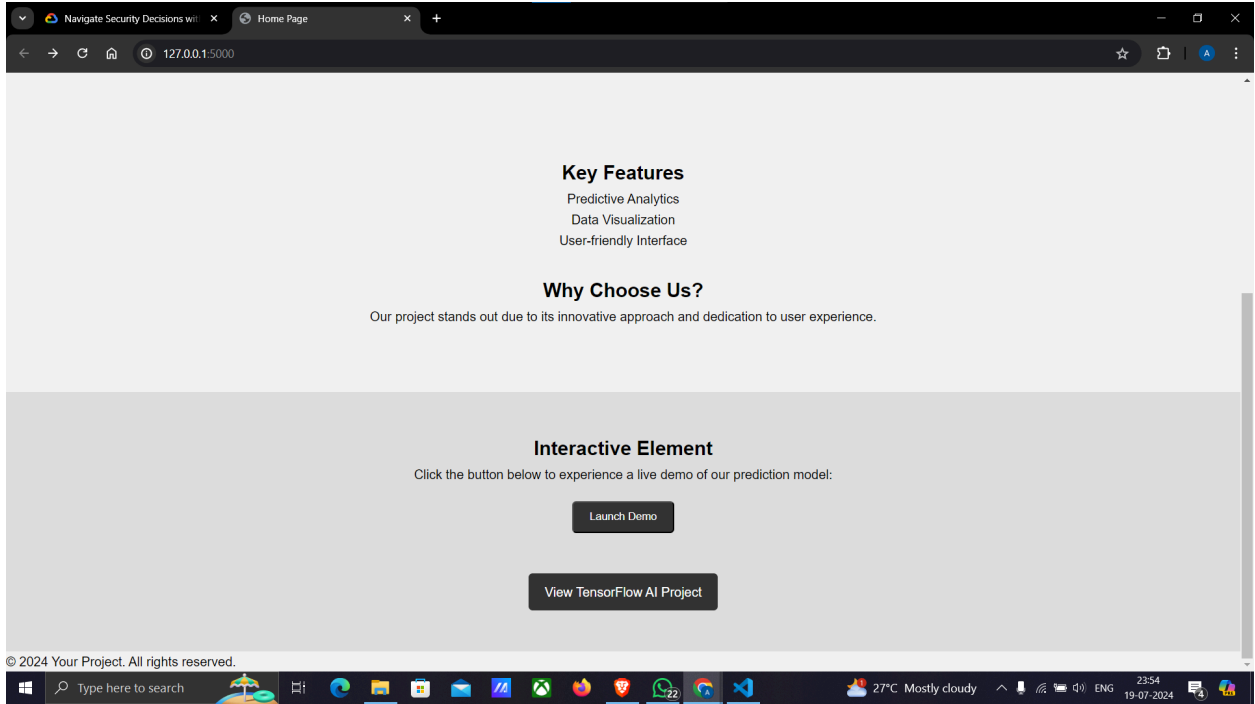 Navigate Security Decisions wit
Home Page
127.0.0.1:5000
A
Key Features
Predictive Analytics
Data Visualization
User-friendly Interface
Why Choose Us?
Our project stands out due to its innovative approach and dedication to user experience.
Interactive Element
Click the button below to experience a live demo of our prediction model:
Launch Demo
View TensorFlow AI Project
© 2024 Your Project. All rights reserved.
Type here to search
22
27°C Mostly cloudy
ENG
23:54
19-07-2024
4